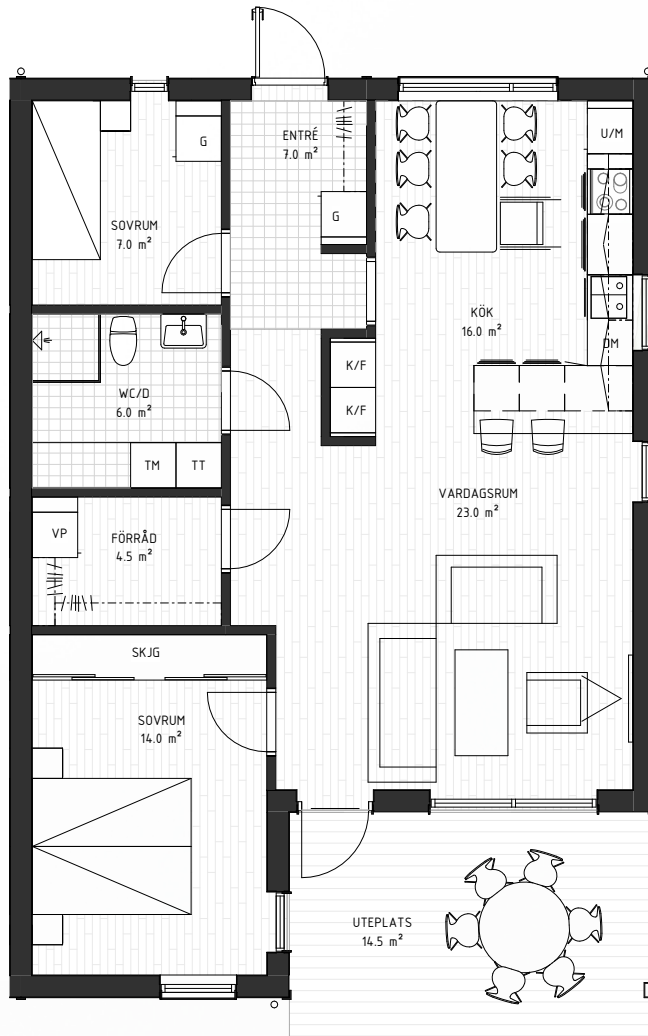 ENTRÉ
7.0 m²
U/M
G
G
SOVRUM
7.0 m²
KÖK
16.0 m²
DM
K/F
K/F
WC/D
6.0 m²
TM
TT
VARDAGSRUM
23.0 m²
VP
FÖRRÅD
4.5 m²
SKJG
SOVRUM
14.0 m²
UTEPLATS
14.5 m²